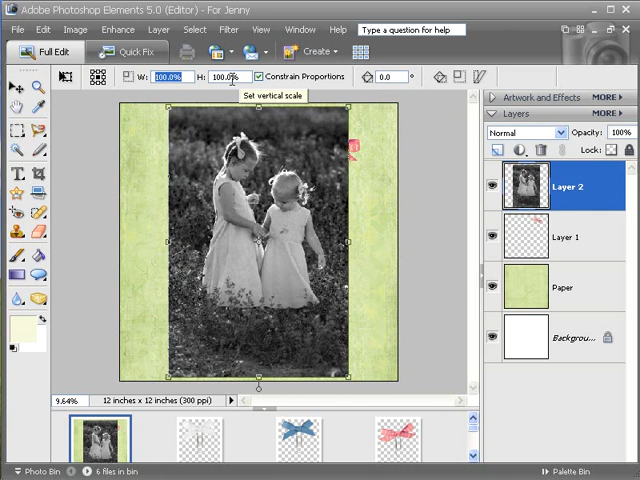 Adobe Photoshop Elements 5.0 (Editor) - For Jenny
File Edit Image Enhance Layer Select Filter View Window Help Type a question for help
Full Edit Quick Fix Create
W: 100.0% H: 100.0% Constrain Proportions 0.0
Set vertical scale
Artwork and Effects MORE
Layers MORE
Normal Opacity: 100%
Lock:
Layer 2
Layer 1
Paper
Backgrou...
9.64% 12 inches x 12 inches (300 ppi)
Photo Bin 6 files in bin Palette Bin